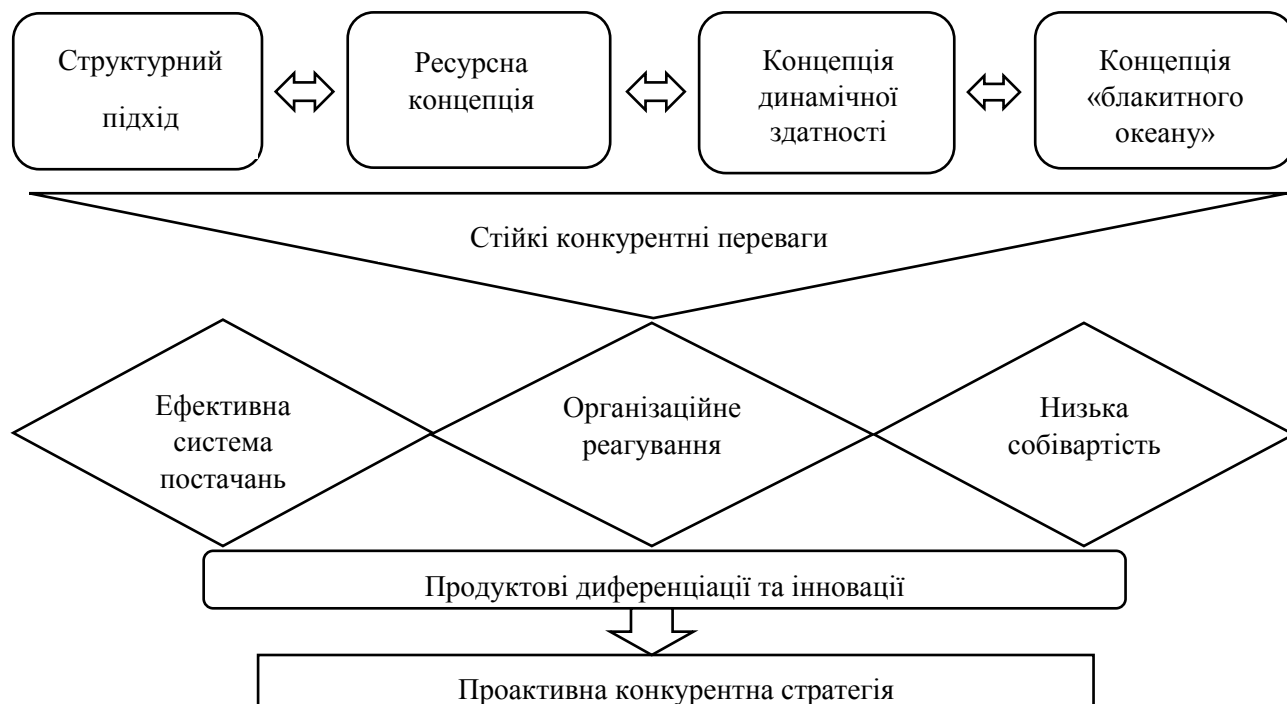 Структурний
підхід
Ресурсна
концепція
Концепція
динамічної
здатності
Концепція
«блакитного
океану»
Стійкі конкурентні переваги
Ефективна
система
постачань
Організаційне
реагування
Низька
собівартість
Продуктові диференціації та інновації
Проактивна конкурентна стратегія